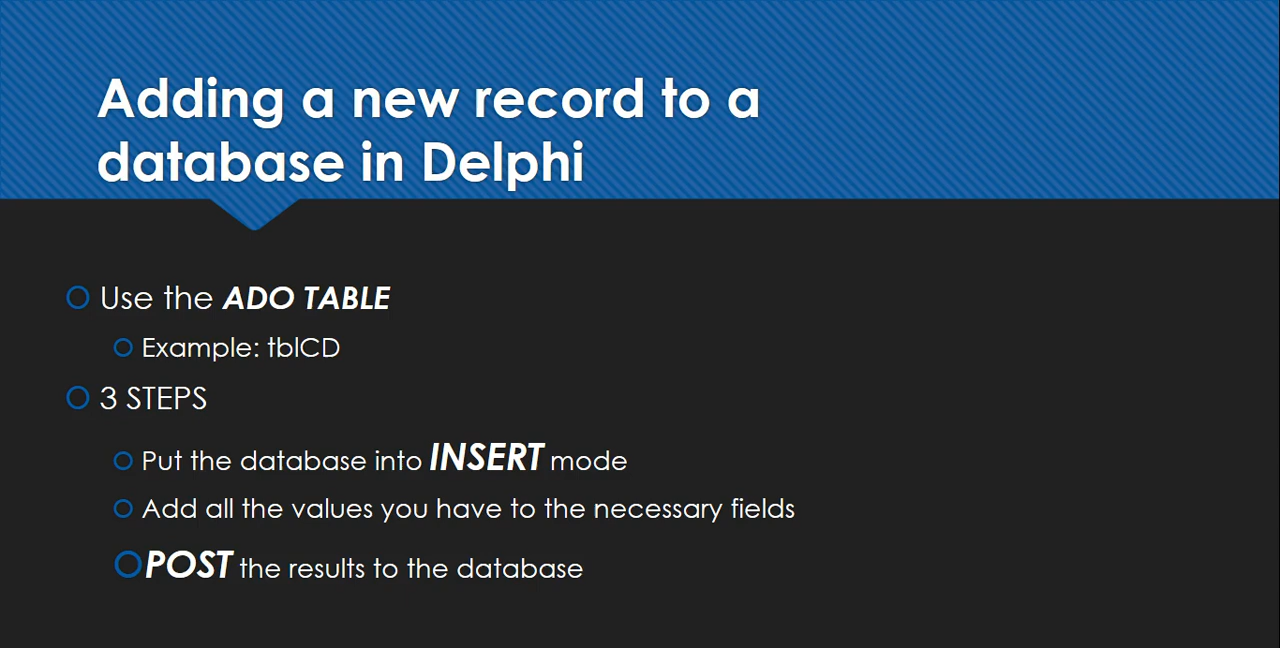 Adding a new record to a
database in Delphi
Use the ADO TABLE
Example: tblCD
3 STEPS
Put the database into INSERT mode
Add all the values you have to the necessary fields
POST the results to the database